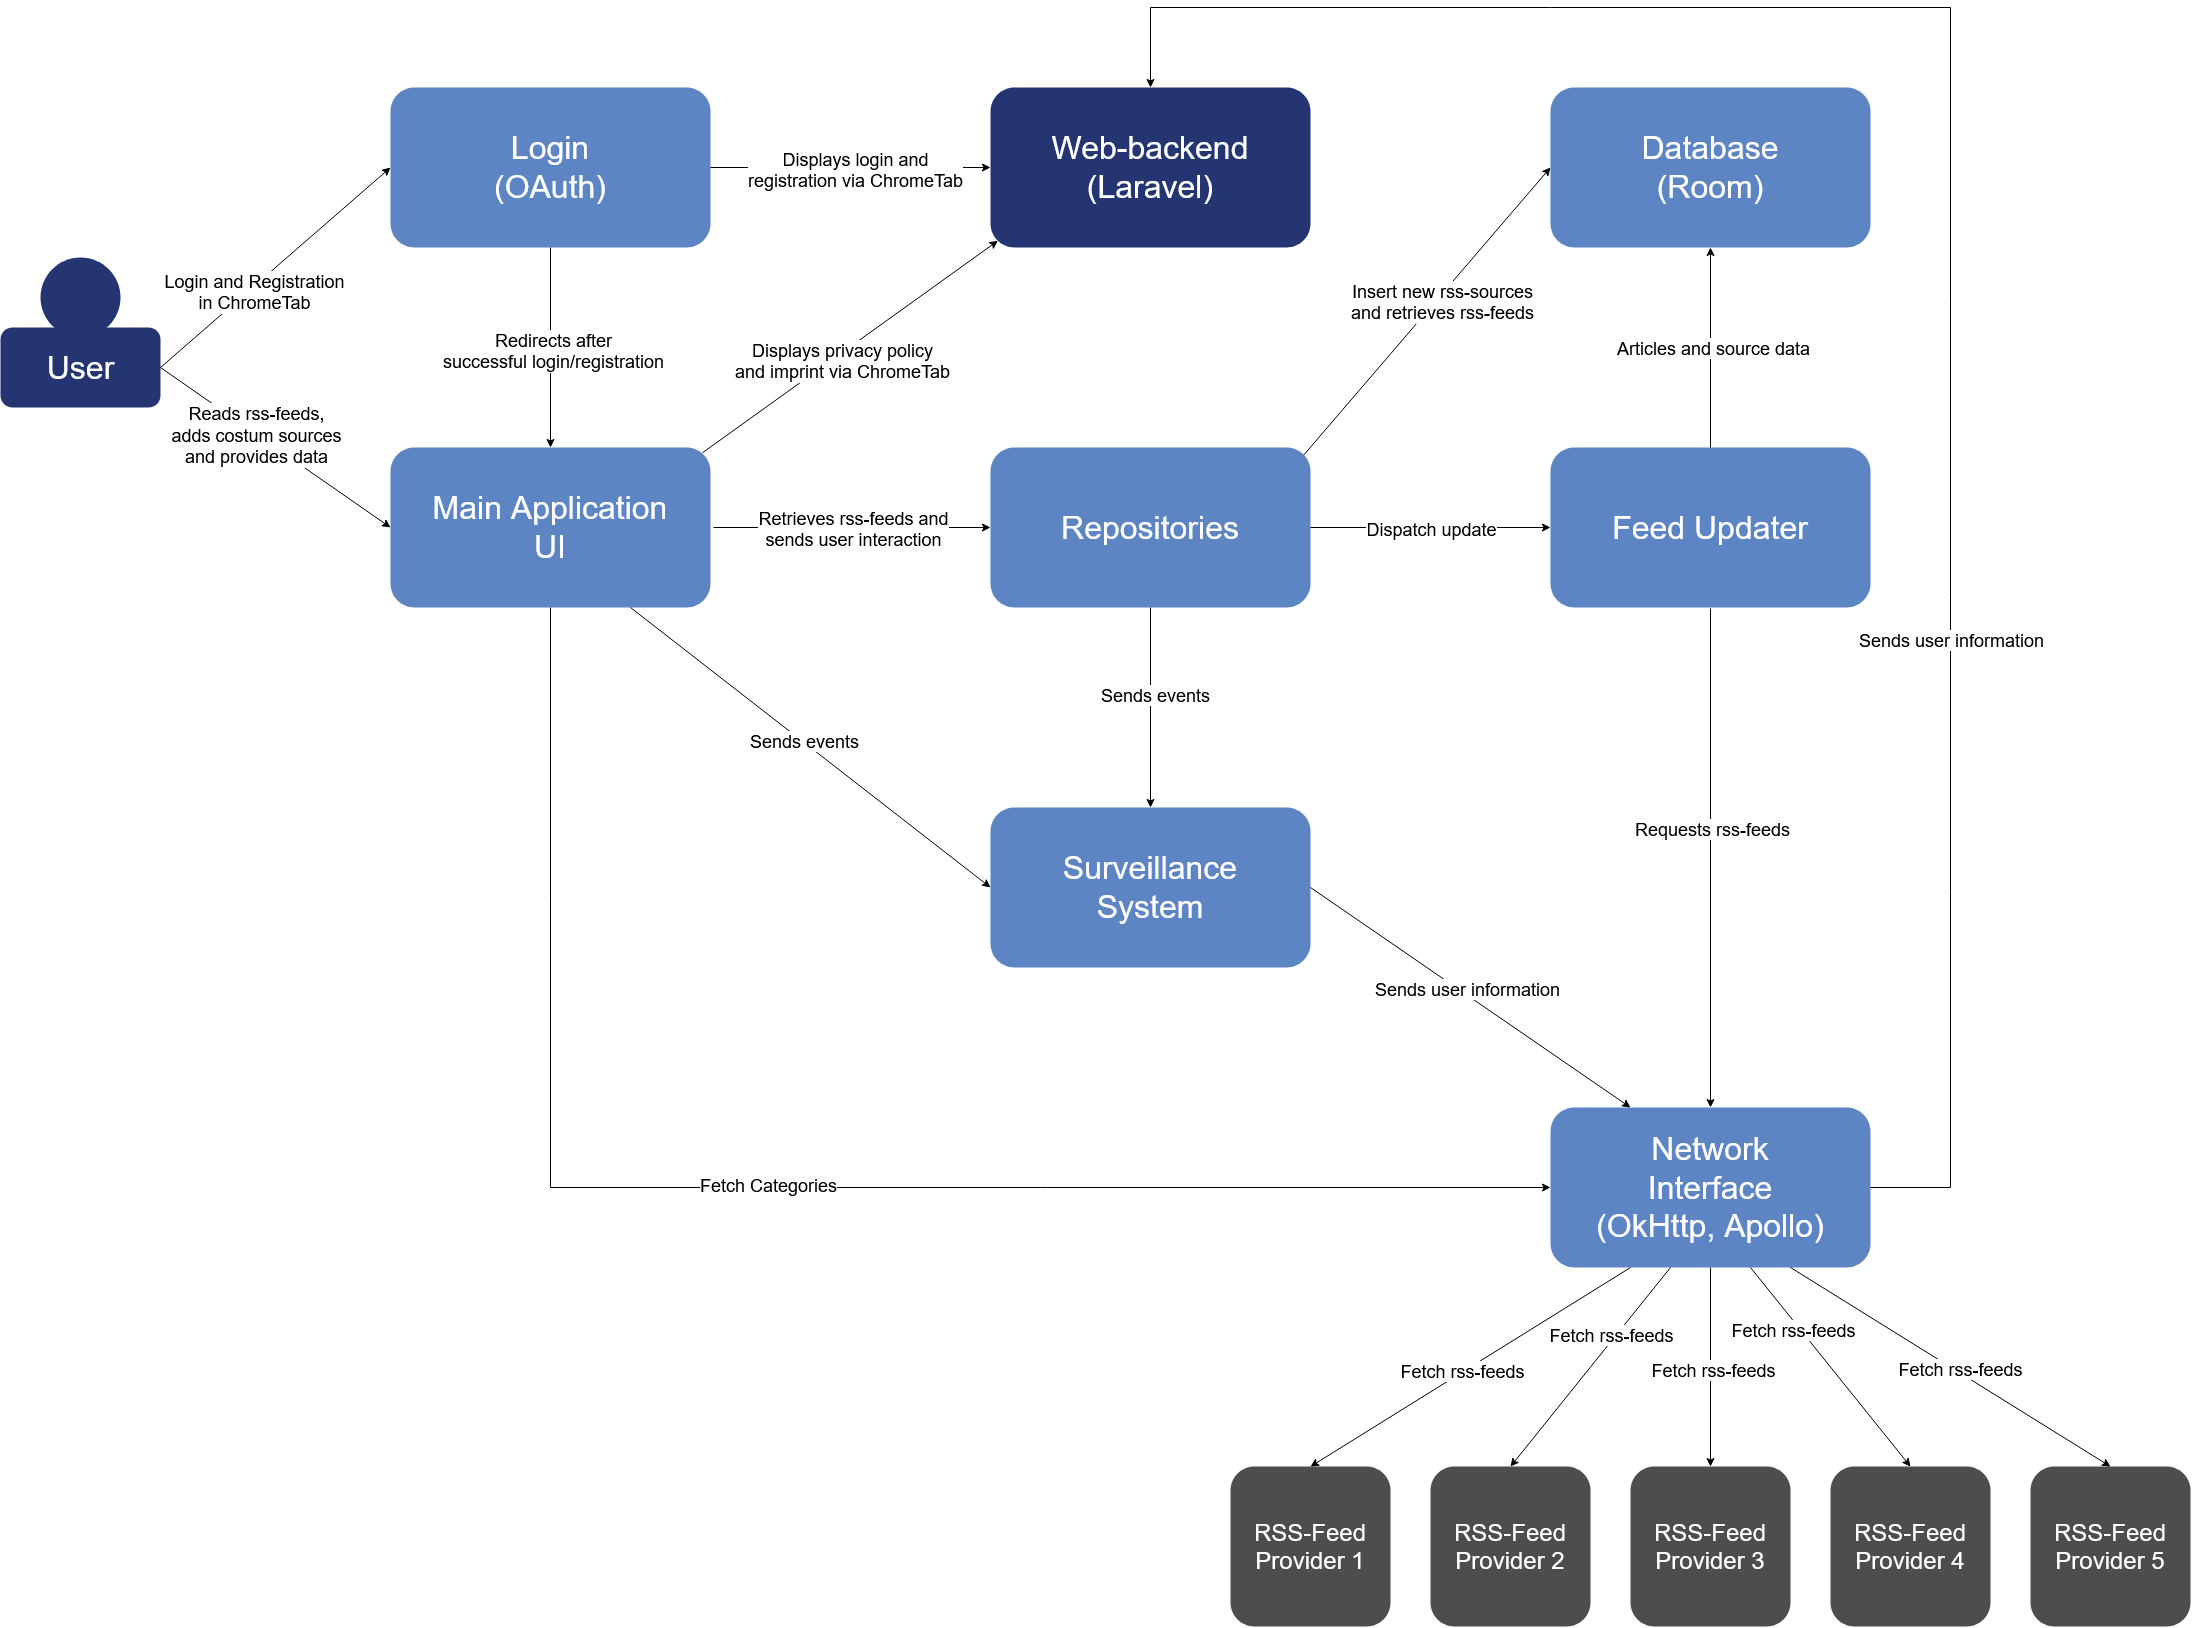 Login
(OAuth)
Displays login and
registration via ChromeTab
Web-backend
(Laravel)
Database
(Room)
Login and Registration
in ChromeTab
User
Insert new rss-sources
and retrieves rss-feeds
Redirects after
successful login/registration
Displays privacy policy
and imprint via ChromeTab
Articles and source data
Reads rss-feeds,
adds costum sources
and provides data
Main Application
UI
Retrieves rss-feeds and
sends user interaction
Repositories
Dispatch update
Feed Updater
Sends user information
Sends events
Sends events
Requests rss-feeds
Surveillance
System
Sends user information
Fetch Categories
Network
Interface
(OkHttp, Apollo)
Fetch rss-feeds
Fetch rss-feeds
Fetch rss-feeds
Fetch rss-feeds
Fetch rss-feeds
RSS-Feed
Provider 1
RSS-Feed
Provider 2
RSS-Feed
Provider 3
RSS-Feed
Provider 4
RSS-Feed
Provider 5